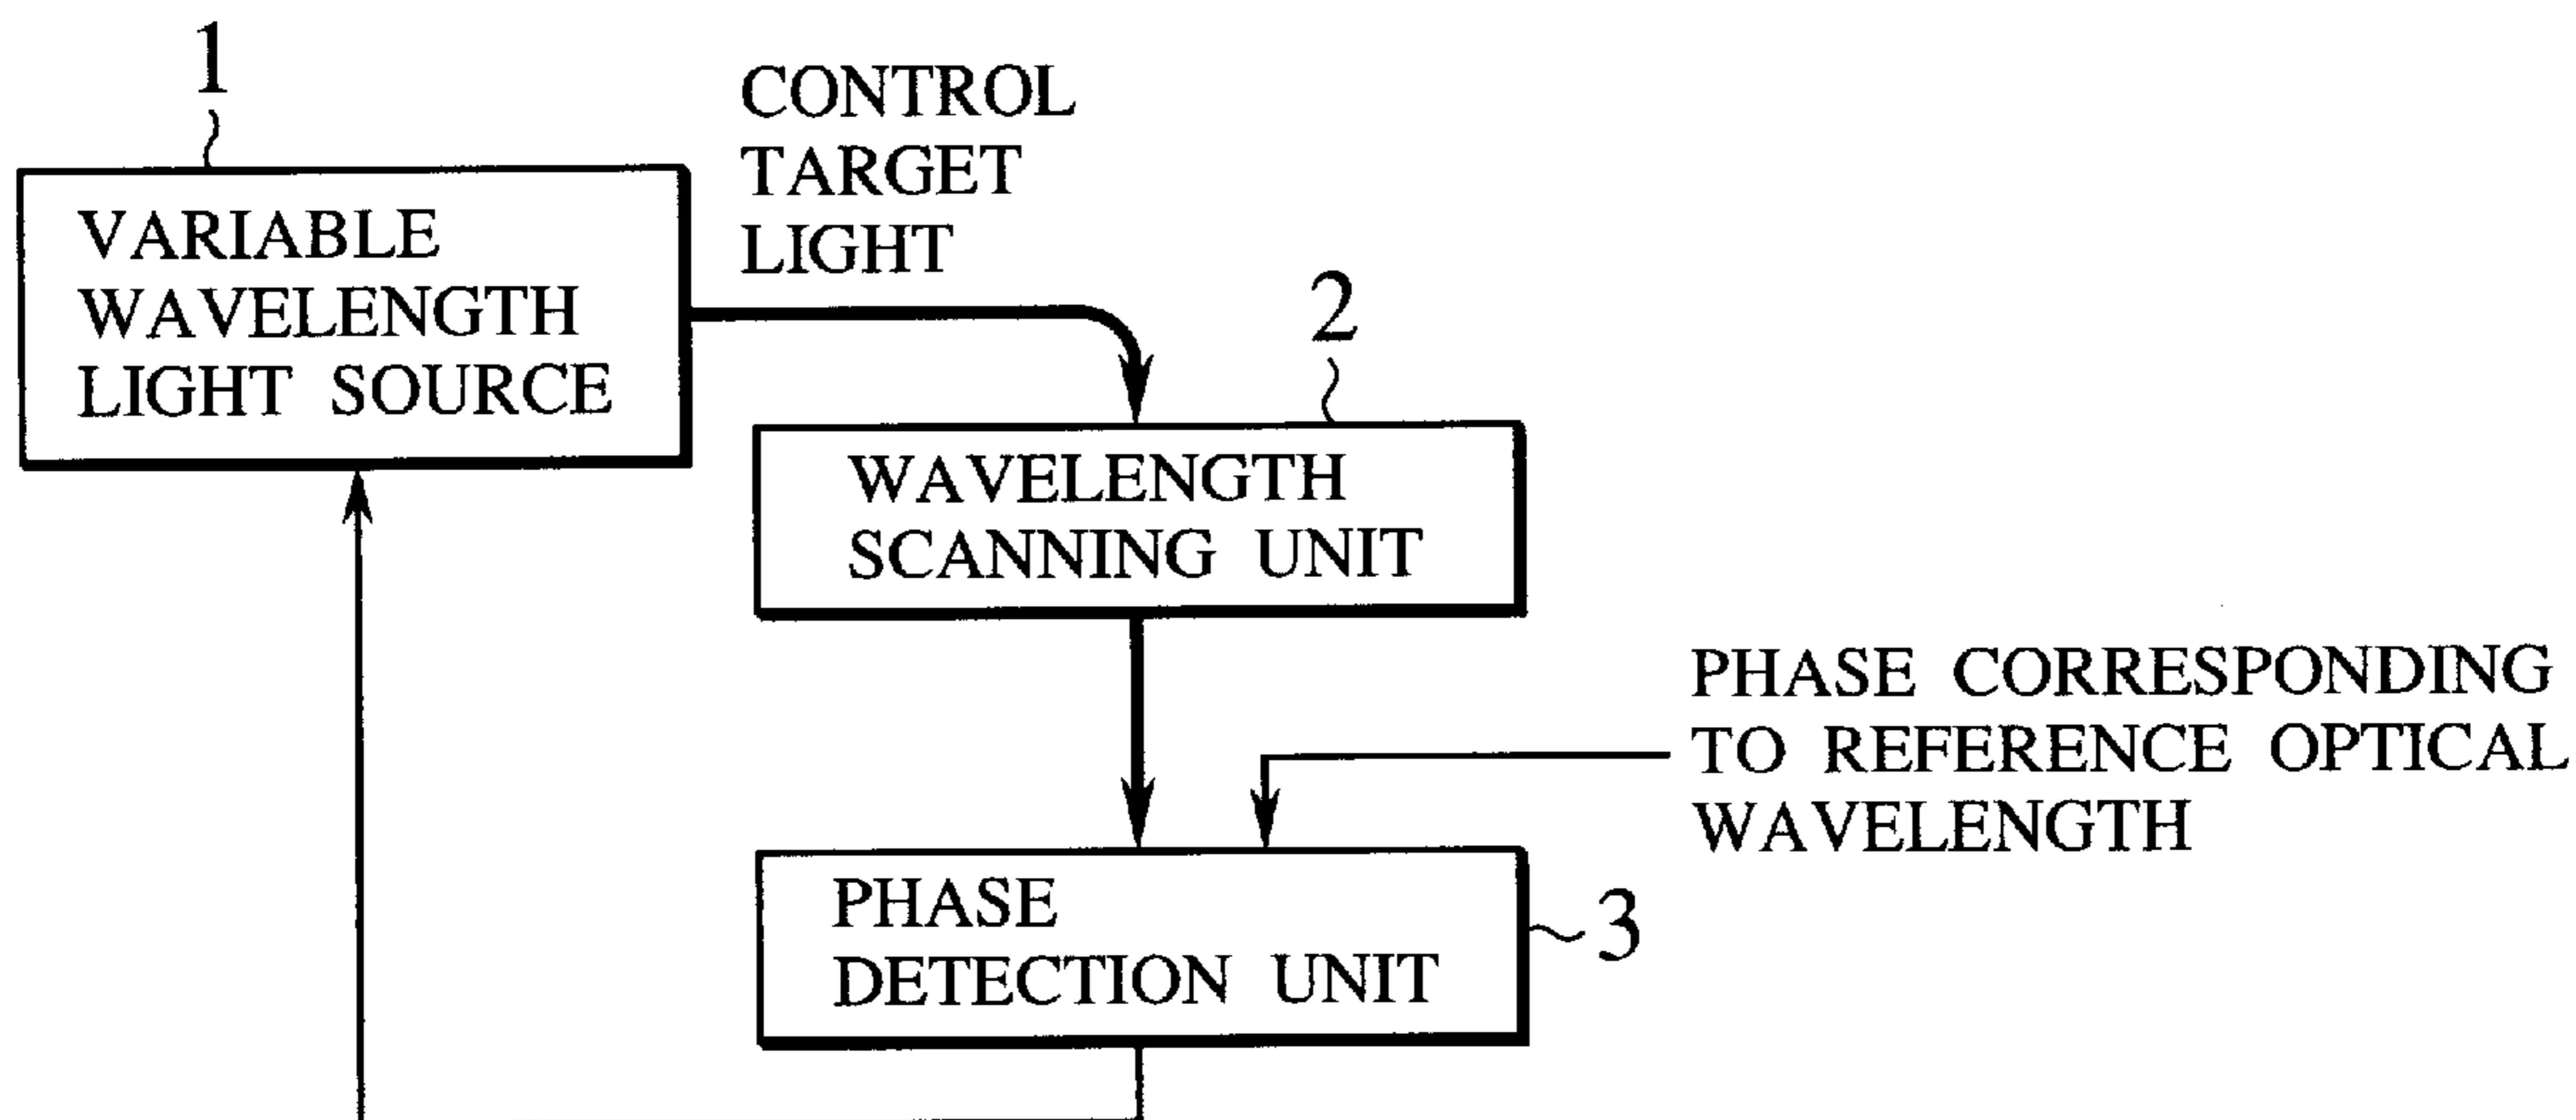 1
CONTROL
TARGET
LIGHT
VARIABLE
WAVELENGTH
LIGHT SOURCE
2
WAVELENGTH
SCANNING UNIT
PHASE CORRESPONDING
TO REFERENCE OPTICAL
WAVELENGTH
PHASE
DETECTION UNIT
3